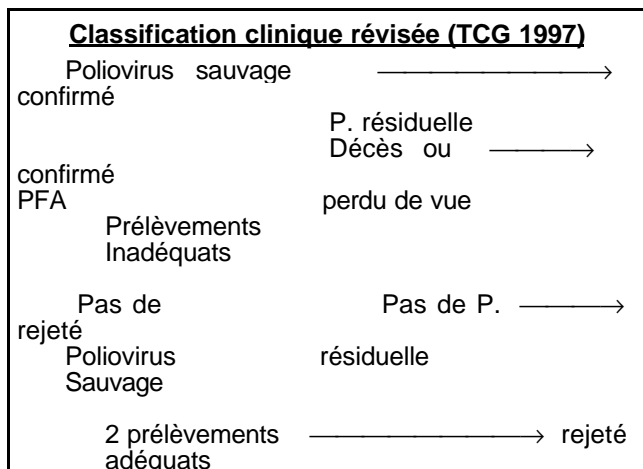 Classification clinique révisée (TCG 1997)
Poliovirus sauvage ⟶
confirmé
P. résiduelle
Décès ou ⟶
confirmé
PFA perdu de vue
Prélèvements
Inadéquats
Pas de Pas de P. ⟶
rejeté
Poliovirus résiduelle
Sauvage
2 prélèvements ⟶ rejeté
adéquats